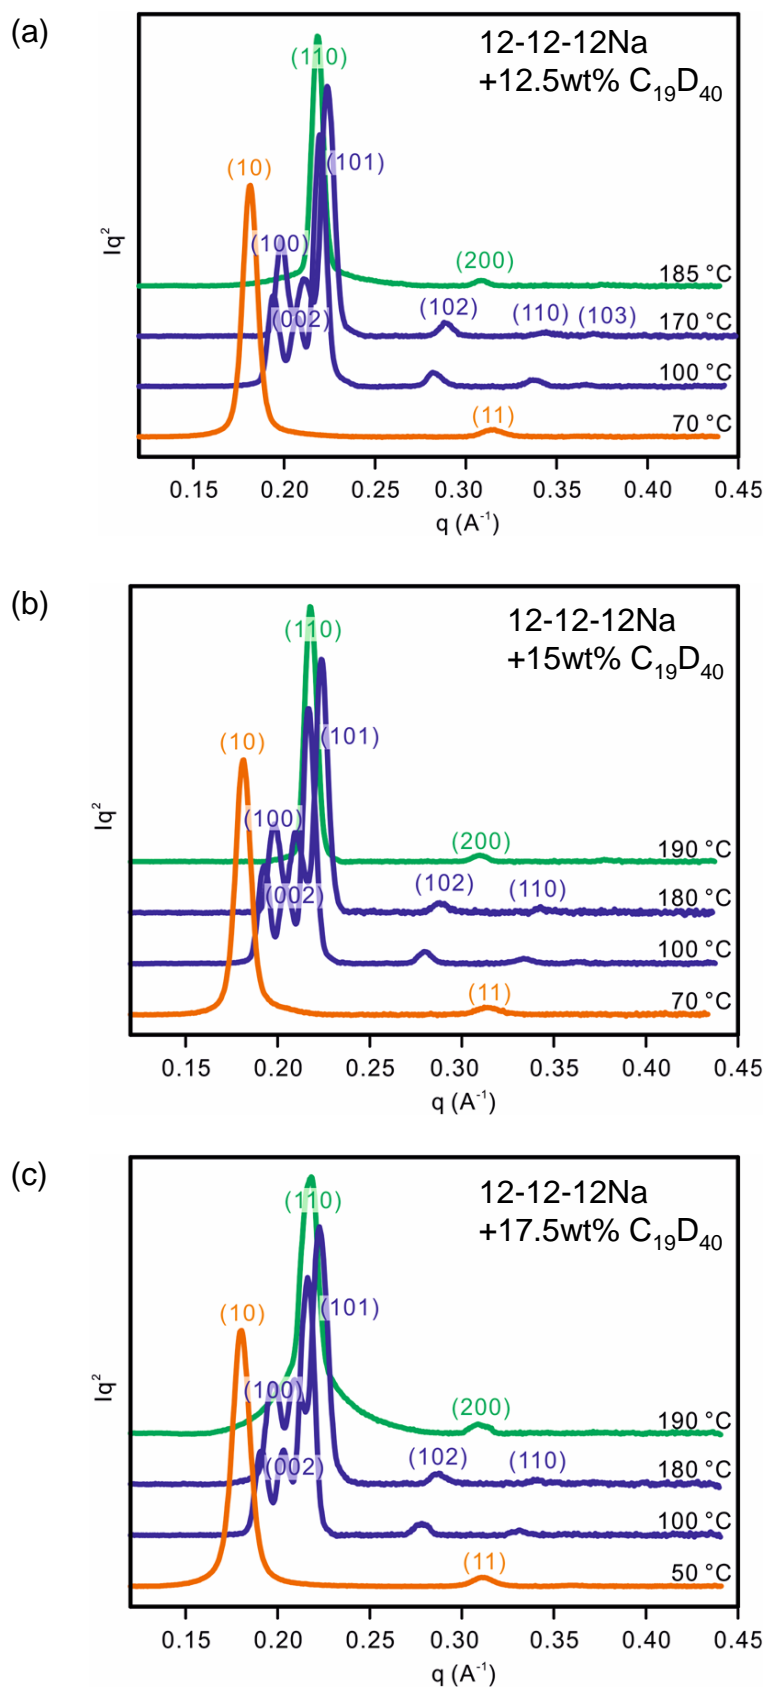 (a)
12-12-12Na
+12.5wt% C₁₉D₄₀
(110)
(10)
(101)
(100)
(200)
185 °C
(002)
(102)
(110)
(103)
170 °C
100 °C
(11)
70 °C
Iq²
0.15 0.20 0.25 0.30 0.35 0.40 0.45
q (A⁻¹)
(b)
12-12-12Na
+15wt% C₁₉D₄₀
(110)
(10)
(101)
(100)
(200)
190 °C
(002)
(102)
(110)
180 °C
100 °C
(11)
70 °C
Iq²
0.15 0.20 0.25 0.30 0.35 0.40 0.45
q (A⁻¹)
(c)
12-12-12Na
+17.5wt% C₁₉D₄₀
(110)
(10)
(101)
(100)
(200)
190 °C
(002)
(102)
(110)
180 °C
100 °C
(11)
50 °C
Iq²
0.15 0.20 0.25 0.30 0.35 0.40 0.45
q (A⁻¹)